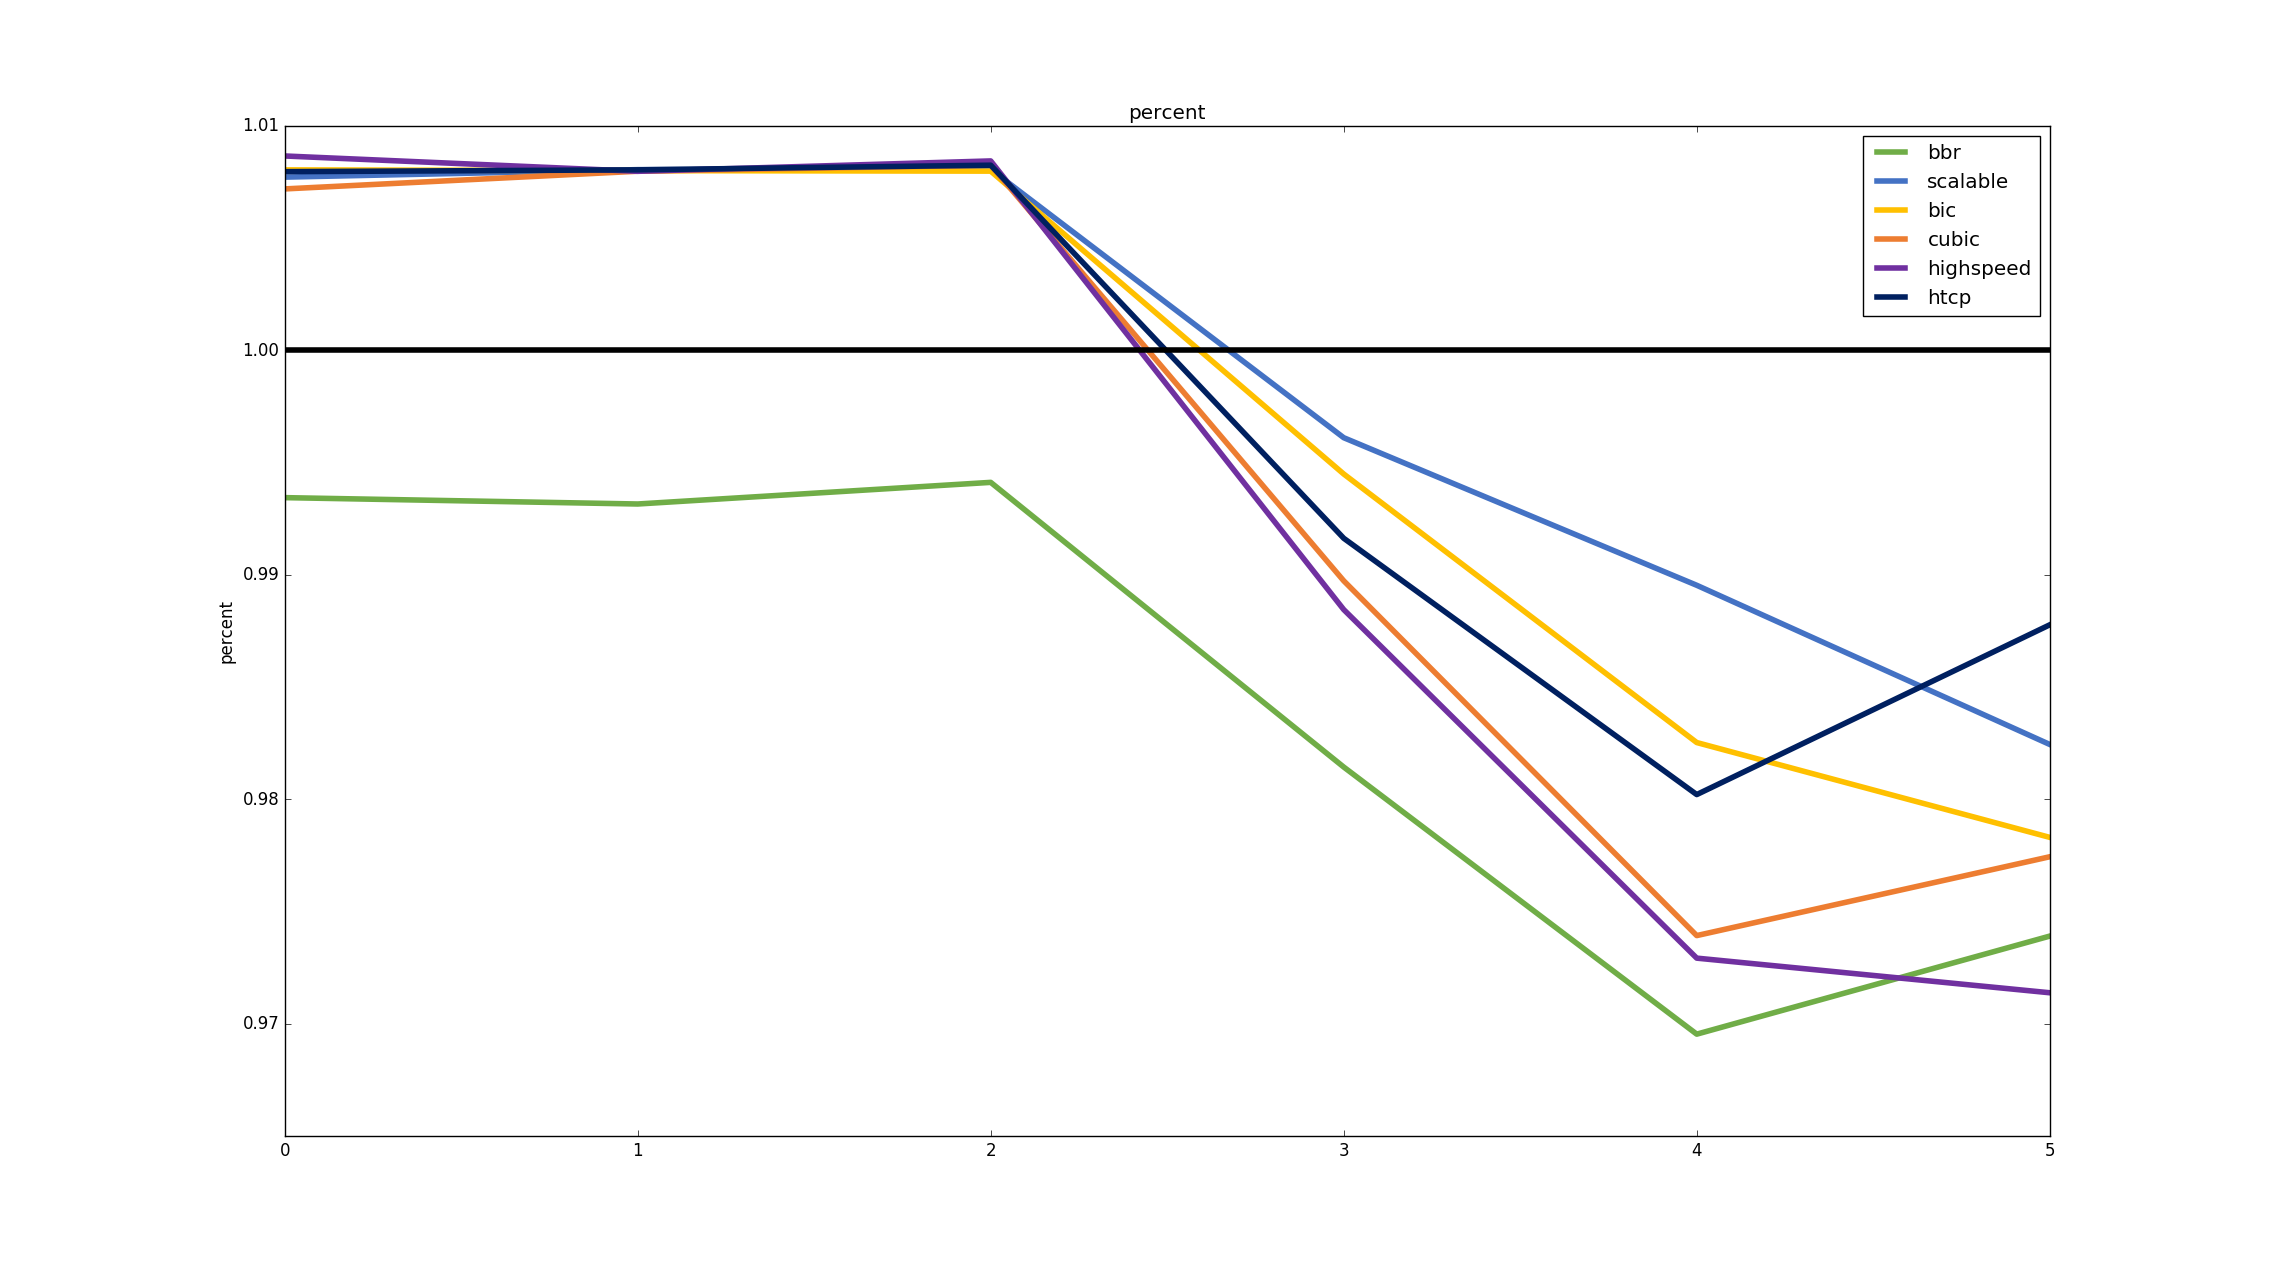 percent
1.01
1.00
0.99
0.98
0.97
percent
0
1
2
3
4
5
bbr
scalable
bic
cubic
highspeed
htcp